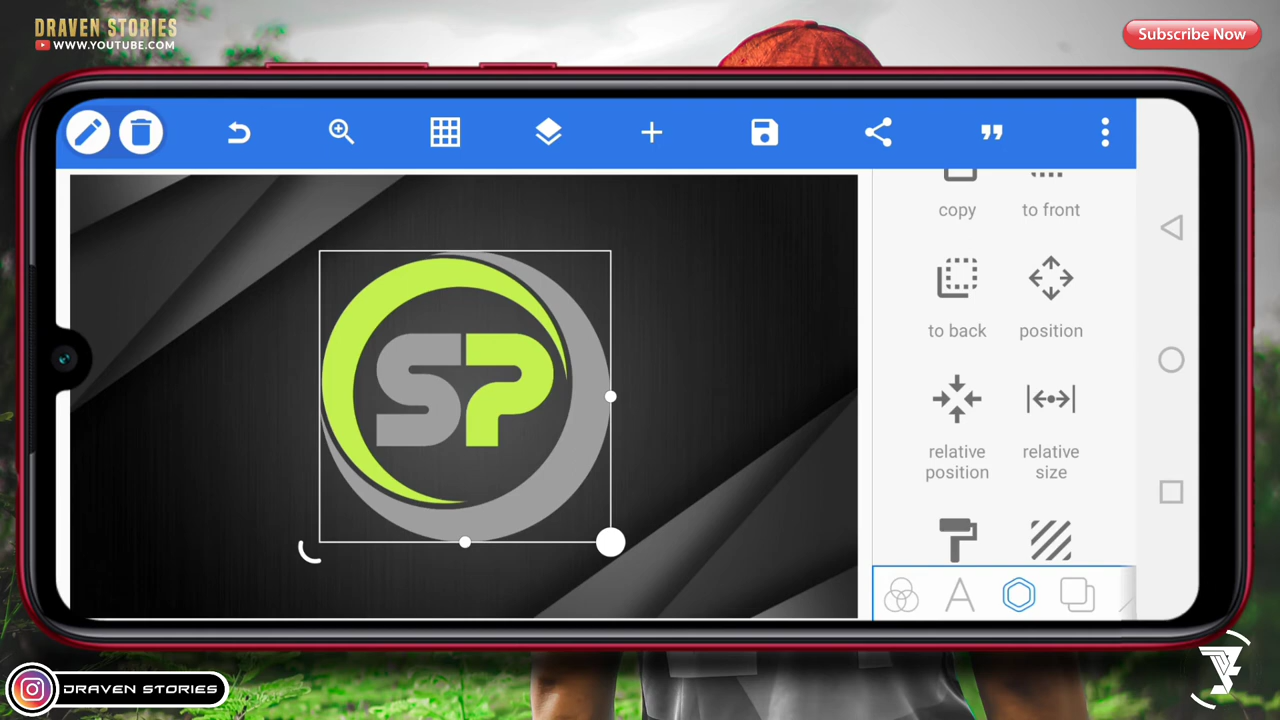 DRAVEN STORIES
WWW.YOUTUBE.COM
Subscribe Now
copy
to front
to back
position
relative
position
relative
size
SP
DRAVEN STORIES